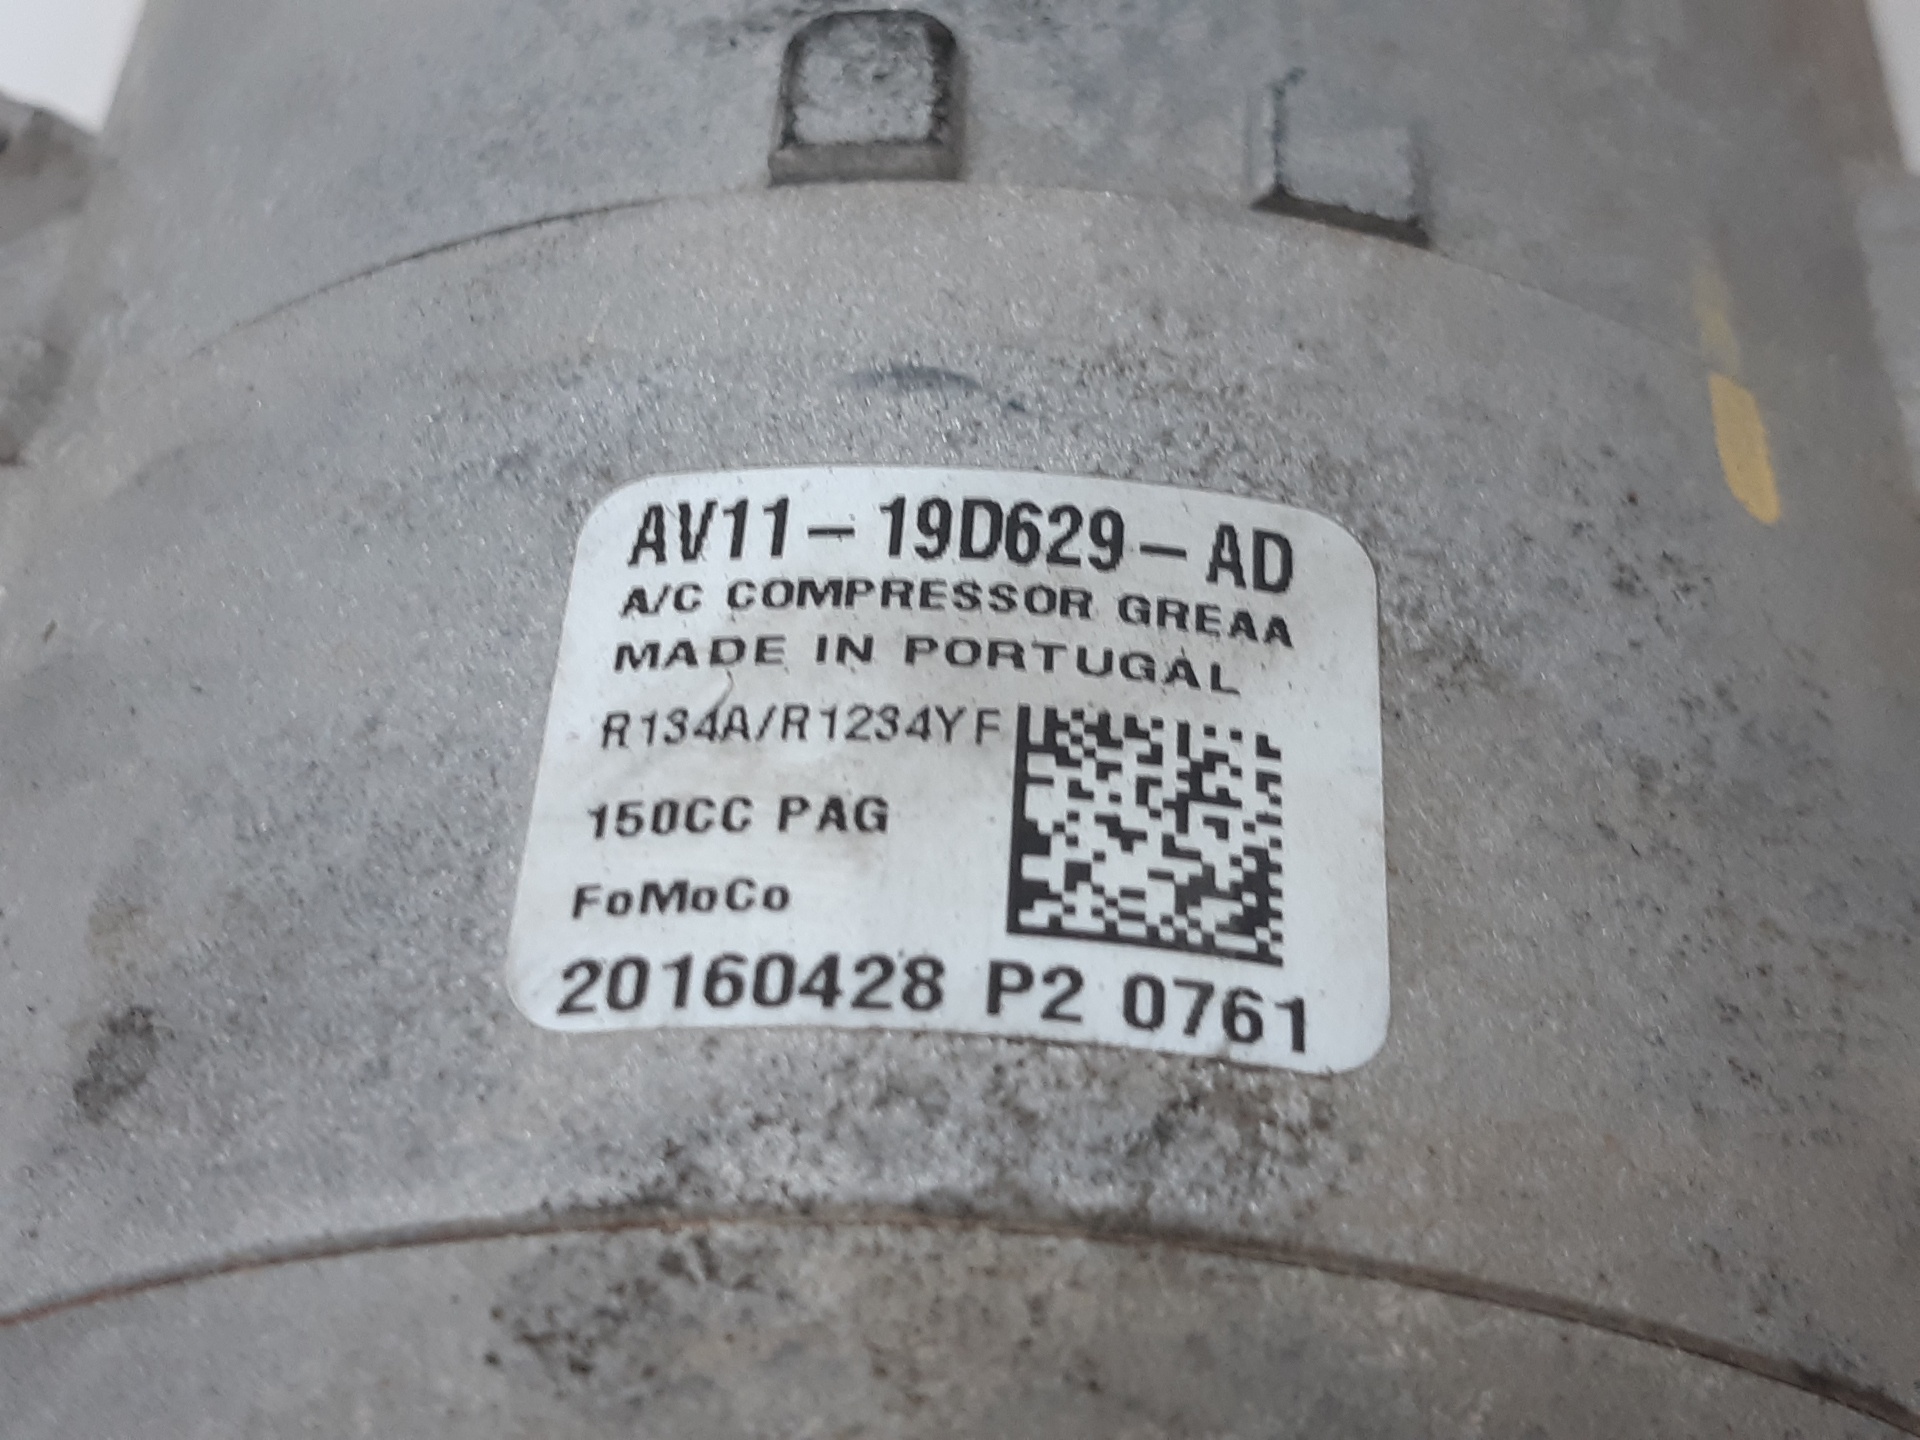 AV11-19D629-AD
A/C COMPRESSOR GREAA
MADE IN PORTUGAL
R134A/R1234YF
150CC PAG
FoMoCo
20160428 P2 0761